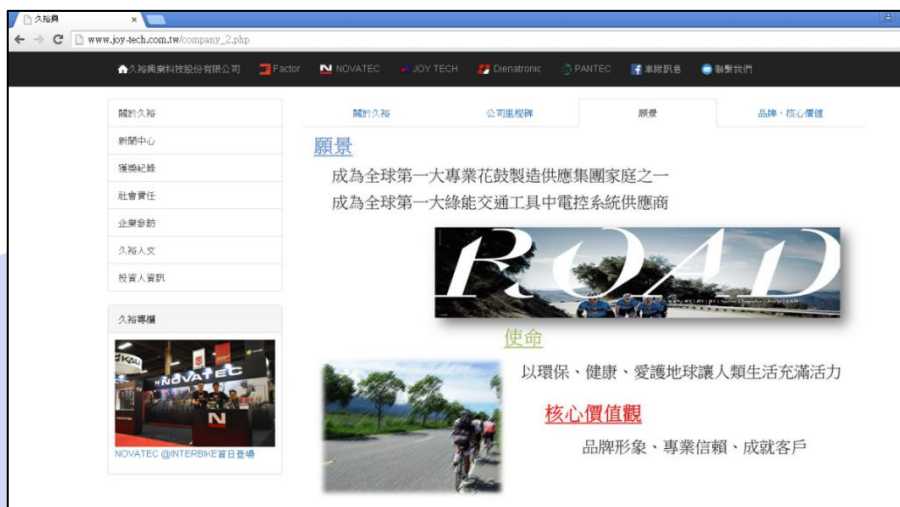 久裕興
www.joy-tech.com.tw/company_2.php
久裕興業科技股份有限公司 Factor NOVATEC JOY TECH Dienatronic PANTEC 車隊訊息 聯繫我們
關於久裕
新聞中心
獲獎紀錄
社會責任
企業參訪
久裕人文
投資人資訊
久裕專欄
NOVATEC
N
NOVATEC @INTERBIKE首日登場
關於久裕 公司里程碑 願景 品牌、核心價值
願景
成為全球第一大專業花鼓製造供應集團家庭之一
成為全球第一大綠能交通工具中電控系統供應商
ROAD
使命
以環保、健康、愛護地球讓人類生活充滿活力
核心價值觀
品牌形象、專業信賴、成就客戶